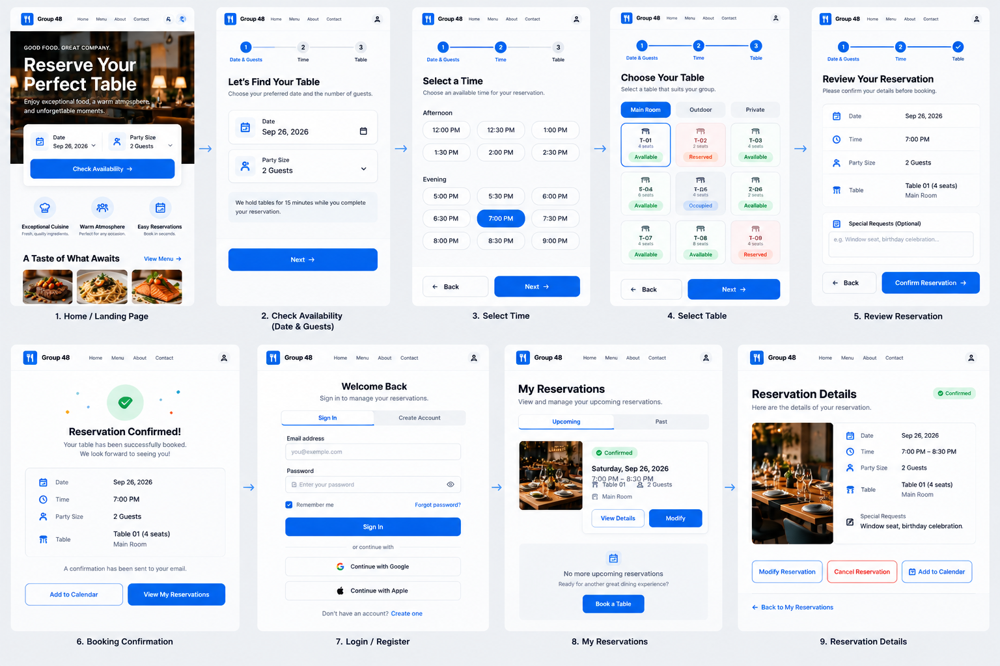 Group 48
Home Menu About Contact
GOOD FOOD. GREAT COMPANY.
Reserve Your
Perfect Table
Enjoy exceptional food, a warm atmosphere
and unforgettable moments.
Date
Sep 26, 2026
Party Size
2 Guests
Check Availability →
Exceptional Cuisine
Fresh, quality ingredients.
Warm Atmosphere
Perfect for any occasion.
Easy Reservations
Book in seconds.
A Taste of What Awaits
View Menu →
1. Home / Landing Page
Group 48
Home Menu About Contact
1 2 3
Date & Guests Time Table
Let's Find Your Table
Choose your preferred date and the number of guests.
Date
Sep 26, 2026
Party Size
2 Guests
We hold tables for 15 minutes while you complete
your reservation.
Next →
2. Check Availability
(Date & Guests)
Group 48
Home Menu About Contact
1 2 3
Date & Guests Time Table
Select a Time
Choose an available time for your reservation.
Afternoon
12:00 PM 12:30 PM 1:00 PM
1:30 PM 2:00 PM 2:30 PM
Evening
5:00 PM 5:30 PM 6:00 PM
6:30 PM 7:00 PM 7:30 PM
8:00 PM 8:30 PM 9:00 PM
← Back
Next →
3. Select Time
Group 48
Home Menu About Contact
1 2 3
Date & Guests Time Table
Choose Your Table
Select a table that suits your group.
Main Room Outdoor Private
T-01 T-02 T-03
4 seats 2 seats 4 seats
Available Reserved Available
6 seats 4 seats 2 seats
Available Occupied Available
T-07 T-08 T-09
4 seats 8 seats 4 seats
Available Available Reserved
← Back
Next →
4. Select Table
Group 48
Home Menu About Contact
1 2
Date & Guests Time Table
Review Your Reservation
Please confirm your details before booking.
Date Sep 26, 2026
Time 7:00 PM
Party Size 2 Guests
Table Table 01 (4 seats)
Main Room
Special Requests (Optional)
e.g. Window seat, birthday celebration...
← Back
Confirm Reservation →
5. Review Reservation
Group 48
Home Menu About Contact
Reservation Confirmed!
Your table has been successfully booked.
We look forward to seeing you!
Date Sep 26, 2026
Time 7:00 PM
Party Size 2 Guests
Table Table 01 (4 seats)
Main Room
A confirmation has been sent to your email.
Add to Calendar
View My Reservations
6. Booking Confirmation
Group 48
Home Menu About Contact
Welcome Back
Sign in to manage your reservations.
Sign In Create Account
Email address
you@exemple.com
Password
Enter your password
Remember me
Forgot password?
Sign In
or continue with
Continue with Google
Continue with Apple
Don't have an account? Create one
7. Login / Register
Group 48
Home Menu About Contact
My Reservations
View and manage your upcoming reservations.
Upcoming Past
Confirmed
Saturday, Sep 26, 2026
7:00 PM – 8:30 PM
Table 01 2 Guests
Main Room
View Details
Modify
No more upcoming reservations
Ready for another great dining experience?
Book a Table
8. My Reservations
Group 48
Home Menu About Contact
Reservation Details
Confirmed
Here are the details of your reservation.
Date Sep 26, 2026
Time 7:00 PM – 8:30 PM
Party Size 2 Guests
Table Table 01 (4 seats)
Main Room
Special Requests
Window seat, birthday celebration.
Modify Reservation
Cancel Reservation
Add to Calendar
← Back to My Reservations
9. Reservation Details